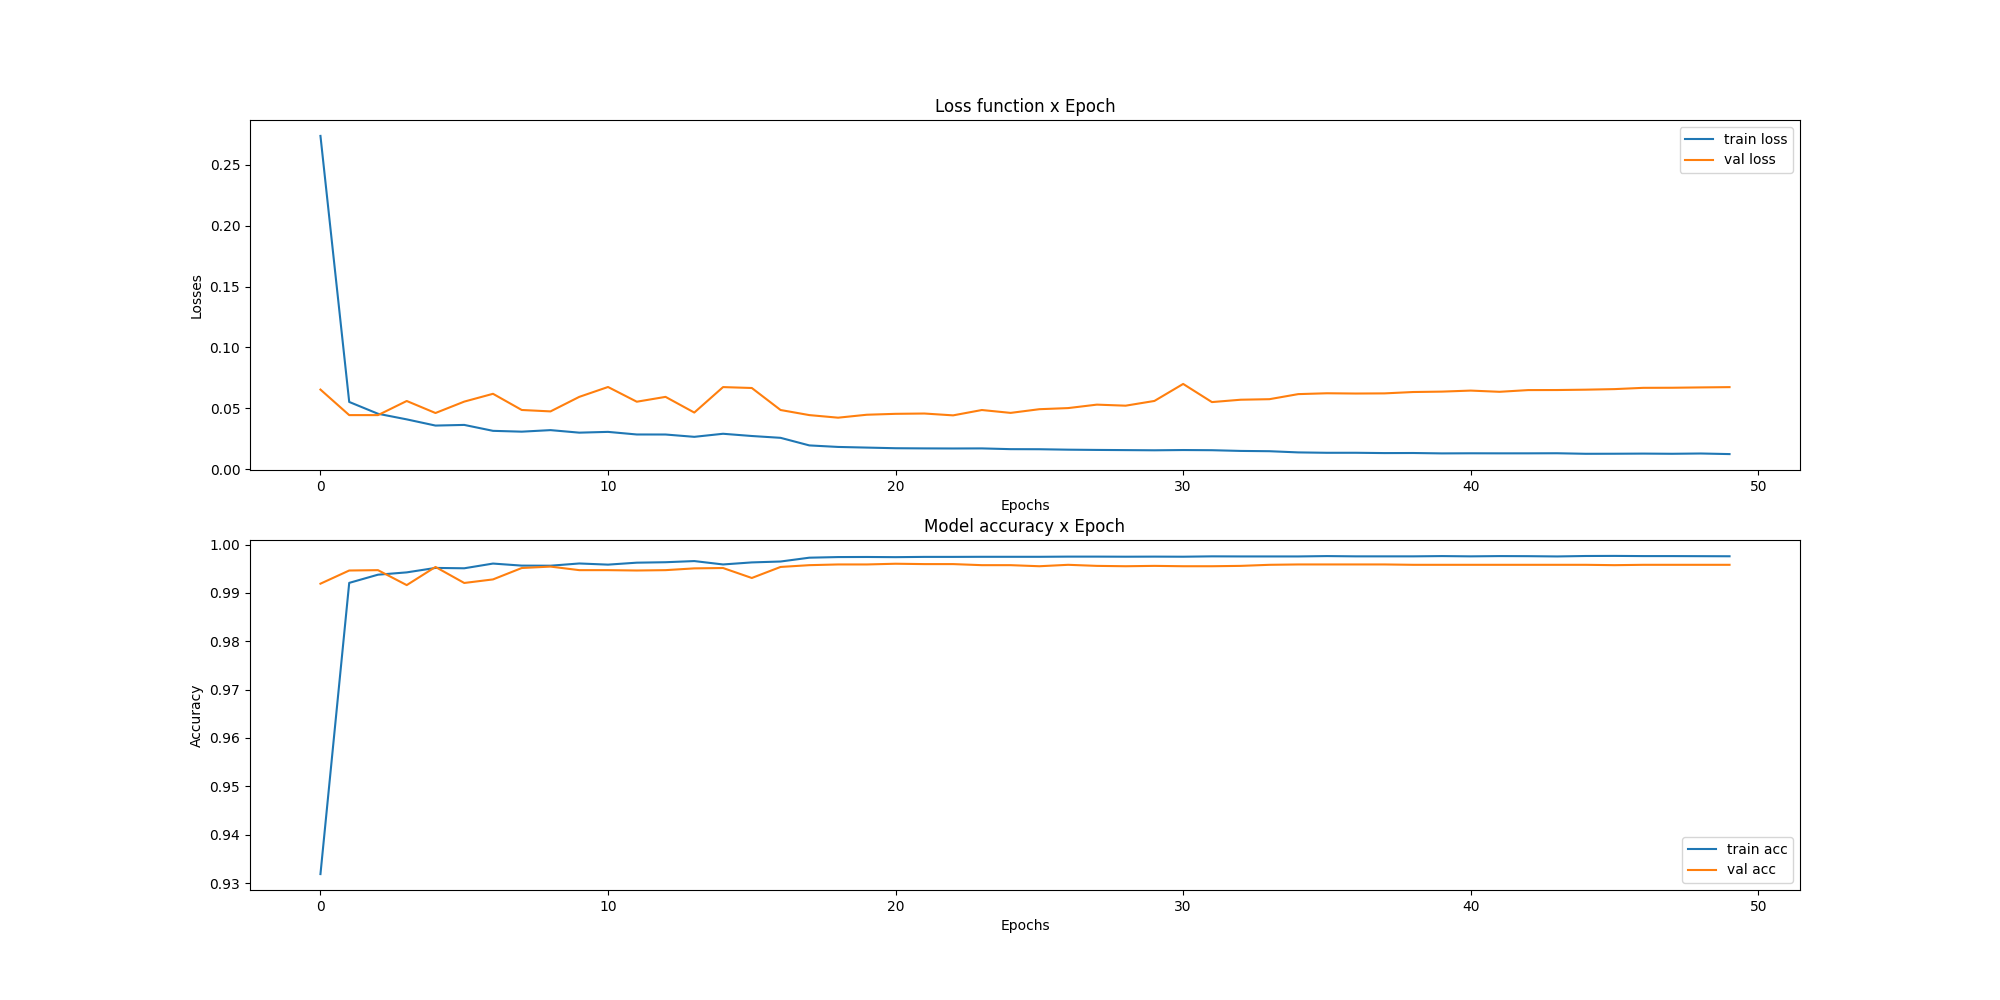 Loss function x Epoch
train loss
val loss
0.25
0.20
0.15
0.10
0.05
0.00
Losses
0 10 20 30 40 50
Epochs
Model accuracy x Epoch
1.00
0.99
0.98
0.97
0.96
0.95
0.94
0.93
Accuracy
train acc
val acc
0 10 20 30 40 50
Epochs